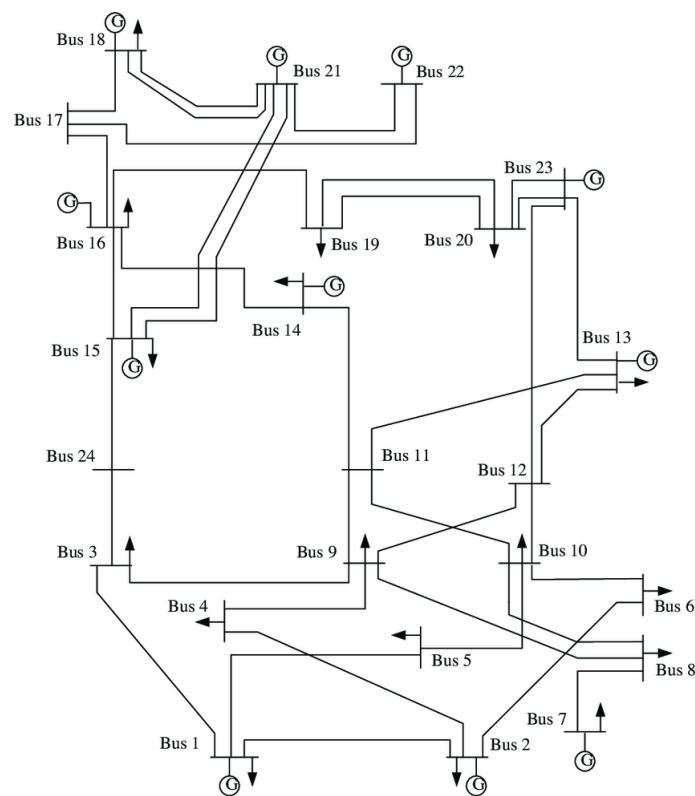 G
Bus 18
G
Bus 21
G
Bus 22
Bus 17
Bus 23
G
G
Bus 16
Bus 19
Bus 20
G
Bus 14
Bus 13
G
Bus 15
G
Bus 24
Bus 11
Bus 12
Bus 3
Bus 9
Bus 10
Bus 4
Bus 6
Bus 5
Bus 8
Bus 7
Bus 1
Bus 2
G
G
G